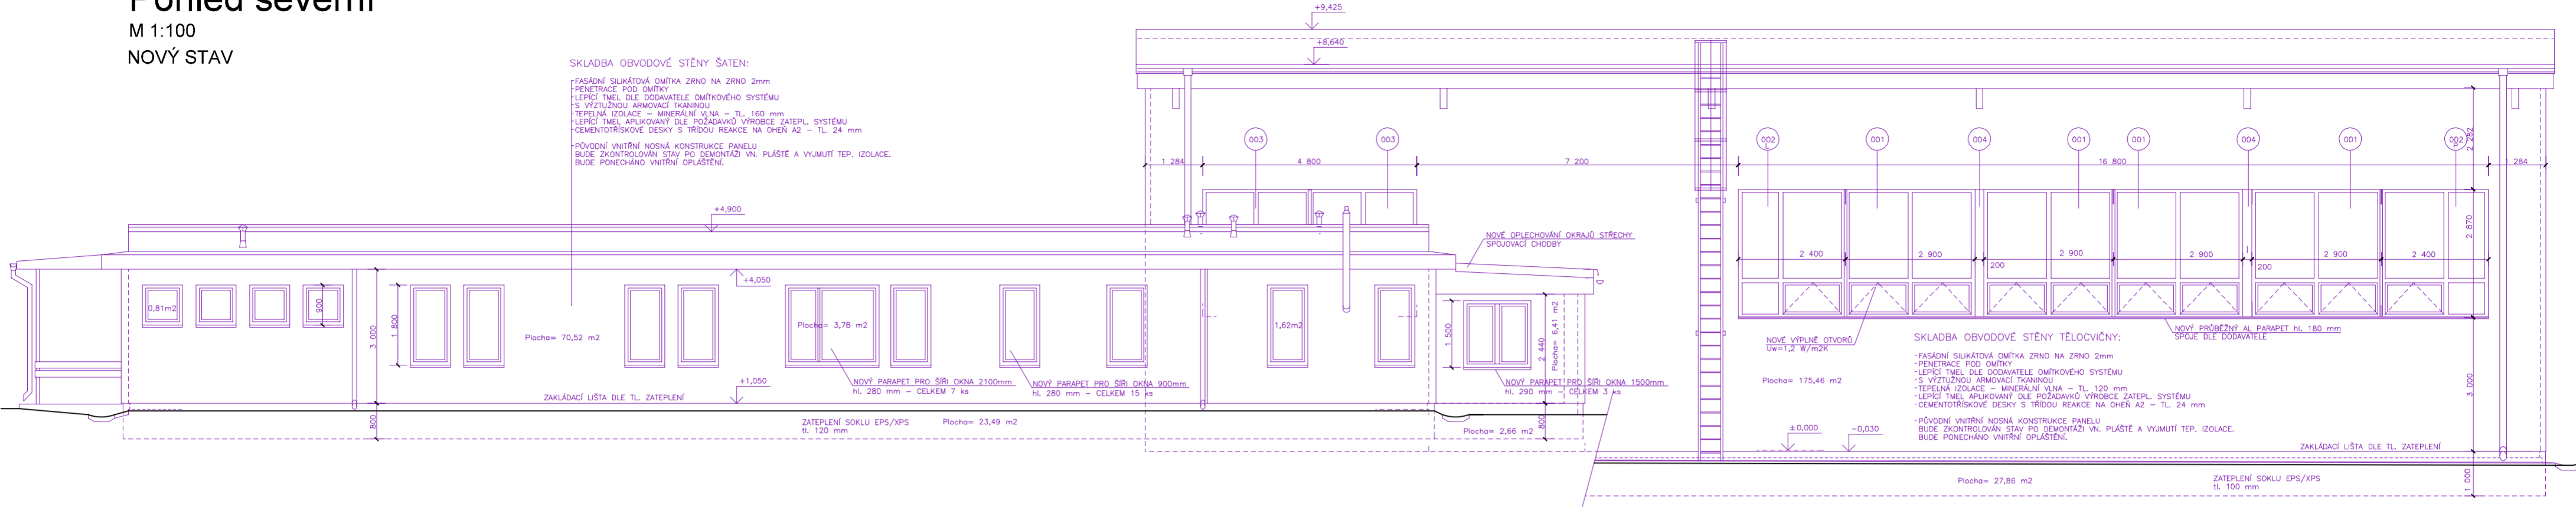 Pohled severní
M 1:100
NOVÝ STAV
SKLADBA OBVODOVÉ STĚNY ŠATEN:
-FASÁDNÍ SILIKÁTOVÁ OMÍTKA ZRNO NA ZRNO 2mm
-PENETRACE POD OMÍTKY
-LEPÍCÍ TMEL DLE DODAVATELE OMÍTKOVÉHO SYSTÉMU
-S VÝZTUŽNOU ARMOVACÍ TKANINOU
-TEPELNÁ IZOLACE – MINERÁLNÍ VLNA – TL. 160 mm
-LEPÍCÍ TMEL APLIKOVANÝ DLE POŽADAVKŮ VÝROBCE ZATEPL. SYSTÉMU
-CEMENTOTŘÍSKOVÉ DESKY S TŘÍDOU REAKCE NA OHEŇ A2 – TL. 24 mm
-PŮVODNÍ VNITŘNÍ NOSNÁ KONSTRUKCE PANELU
BUDE ZKONTROLOVÁN STAV PO DEMONTÁŽI VN. PLÁŠTĚ A VYJMUTÍ TEP. IZOLACE.
BUDE PONECHÁNO VNITŘNÍ OPLÁŠTĚNÍ.
+9,425
+8,640
003
003
002
L
001
004
001
001
004
001
002
P
2 282
1 284
4 800
7 200
16 800
1 284
+4,900
NOVÉ OPLECHOVÁNÍ OKRAJŮ STŘECHY
SPOJOVACÍ CHODBY
2 400
2 900
200
2 900
2 900
200
2 900
2 400
2 870
+4,050
0,81m2
900
3 000
1 800
Plocha= 70,52 m2
Plocha= 3,78 m2
1,62m2
1 500
2 440
Plocha= 6,41 m2
+1,050
NOVÝ PARAPET PRO ŠÍŘI OKNA 2100mm
hl. 280 mm – CELKEM 7 ks
NOVÝ PARAPET PRO ŠÍŘI OKNA 900mm
hl. 280 mm – CELKEM 15 ks
NOVÝ PARAPET PRO ŠÍŘI OKNA 1500mm
hl. 290 mm – CELKEM 3 ks
ZAKLÁDACÍ LIŠTA DLE TL. ZATEPLENÍ
800
ZATEPLENÍ SOKLU EPS/XPS
tl. 120 mm
Plocha= 23,49 m2
Plocha= 2,66 m2
800
NOVÉ VÝPLNĚ OTVORŮ
Uw=1,2 W/m2K
NOVÝ PRŮBĚŽNÝ AL PARAPET hl. 180 mm
SPOJE DLE DODAVATELE
Plocha= 175,46 m2
SKLADBA OBVODOVÉ STĚNY TĚLOCVIČNY:
-FASÁDNÍ SILIKÁTOVÁ OMÍTKA ZRNO NA ZRNO 2mm
-PENETRACE POD OMÍTKY
-LEPÍCÍ TMEL DLE DODAVATELE OMÍTKOVÉHO SYSTÉMU
-S VÝZTUŽNOU ARMOVACÍ TKANINOU
-TEPELNÁ IZOLACE – MINERÁLNÍ VLNA – TL. 120 mm
-LEPÍCÍ TMEL APLIKOVANÝ DLE POŽADAVKŮ VÝROBCE ZATEPL. SYSTÉMU
-CEMENTOTŘÍSKOVÉ DESKY S TŘÍDOU REAKCE NA OHEŇ A2 – TL. 24 mm
-PŮVODNÍ VNITŘNÍ NOSNÁ KONSTRUKCE PANELU
BUDE ZKONTROLOVÁN STAV PO DEMONTÁŽI VN. PLÁŠTĚ A VYJMUTÍ TEP. IZOLACE.
BUDE PONECHÁNO VNITŘNÍ OPLÁŠTĚNÍ.
3 000
±0,000
-0,030
ZAKLÁDACÍ LIŠTA DLE TL. ZATEPLENÍ
Plocha= 27,86 m2
ZATEPLENÍ SOKLU EPS/XPS
tl. 100 mm
1 000